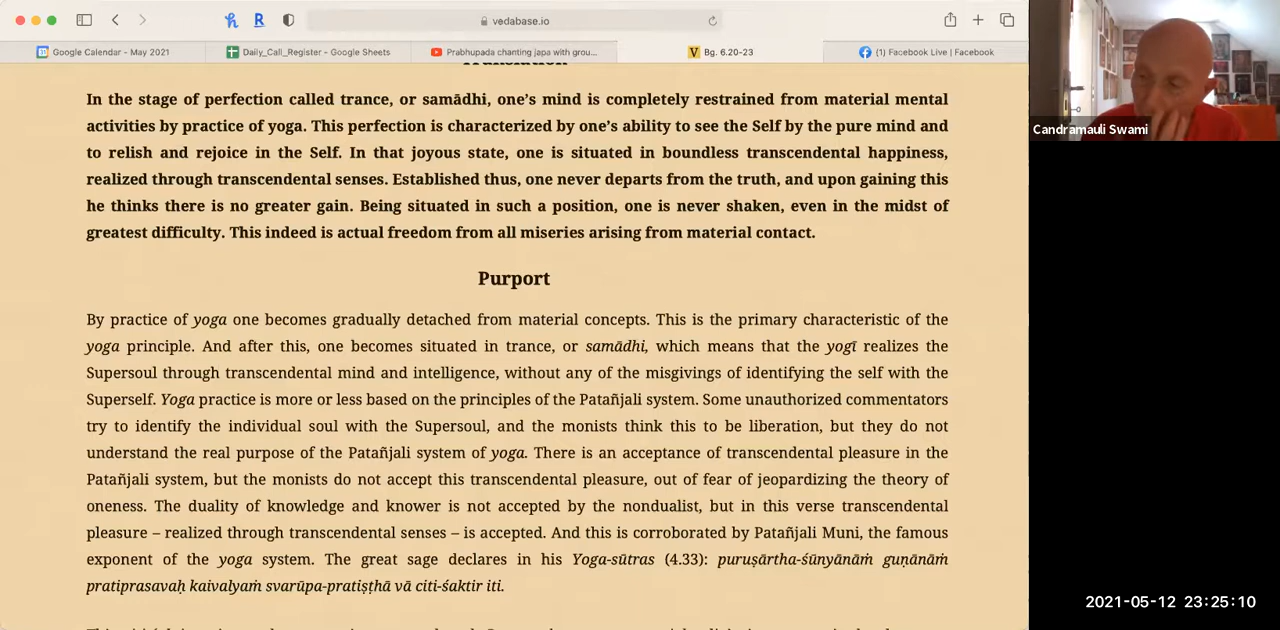 vedabase.io
Google Calendar - May 2021
Daily_Call_Register - Google Sheets
Prabhupada chanting japa with grou...
Bg. 6.20-23
(1) Facebook Live | Facebook
Translation
In the stage of perfection called trance, or samādhi, one’s mind is completely restrained from material mental
activities by practice of yoga. This perfection is characterized by one’s ability to see the Self by the pure mind and
to relish and rejoice in the Self. In that joyous state, one is situated in boundless transcendental happiness,
realized through transcendental senses. Established thus, one never departs from the truth, and upon gaining this
he thinks there is no greater gain. Being situated in such a position, one is never shaken, even in the midst of
greatest difficulty. This indeed is actual freedom from all miseries arising from material contact.
Purport
By practice of yoga one becomes gradually detached from material concepts. This is the primary characteristic of the
yoga principle. And after this, one becomes situated in trance, or samādhi, which means that the yogī realizes the
Supersoul through transcendental mind and intelligence, without any of the misgivings of identifying the self with the
Superself. Yoga practice is more or less based on the principles of the Patañjali system. Some unauthorized commentators
try to identify the individual soul with the Supersoul, and the monists think this to be liberation, but they do not
understand the real purpose of the Patañjali system of yoga. There is an acceptance of transcendental pleasure in the
Patañjali system, but the monists do not accept this transcendental pleasure, out of fear of jeopardizing the theory of
oneness. The duality of knowledge and knower is not accepted by the nondualist, but in this verse transcendental
pleasure – realized through transcendental senses – is accepted. And this is corroborated by Patañjali Muni, the famous
exponent of the yoga system. The great sage declares in his Yoga-sūtras (4.33): puruṣārtha-śūnyānāṁ guṇānāṁ
pratiprasavaḥ kaivalyaṁ svarūpa-pratiṣṭhā vā citi-śaktir iti.
Candramauli Swami
2021-05-12 23:25:10